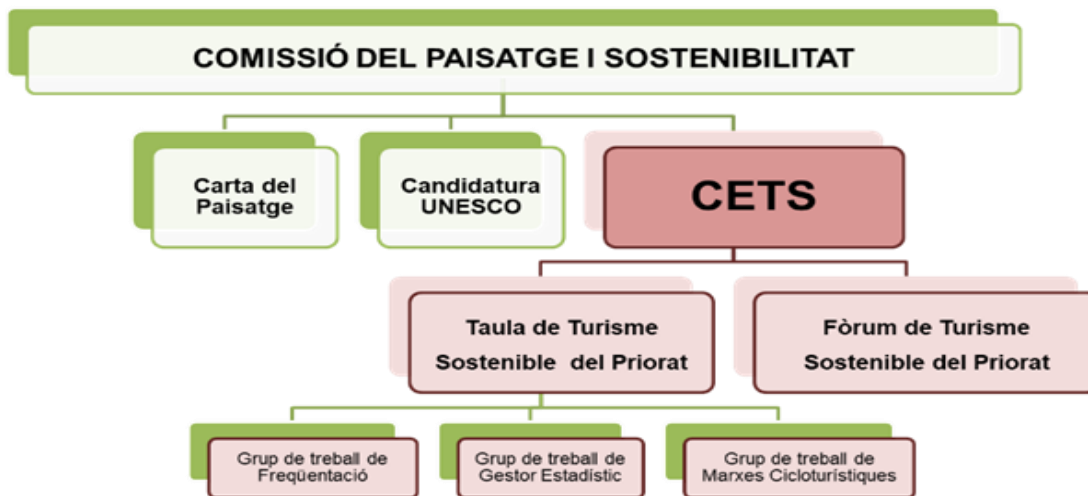 COMISSIÓ DEL PAISATGE I SOSTENIBILITAT
Carta del
Paisatge
Candidatura
UNESCO
CETS
Taula de Turisme
Sostenible del Priorat
Fòrum de Turisme
Sostenible del Priorat
Grup de treball de
Freqüentació
Grup de treball de
Gestor Estadístic
Grup de treball de
Marxes Cicloturístiques